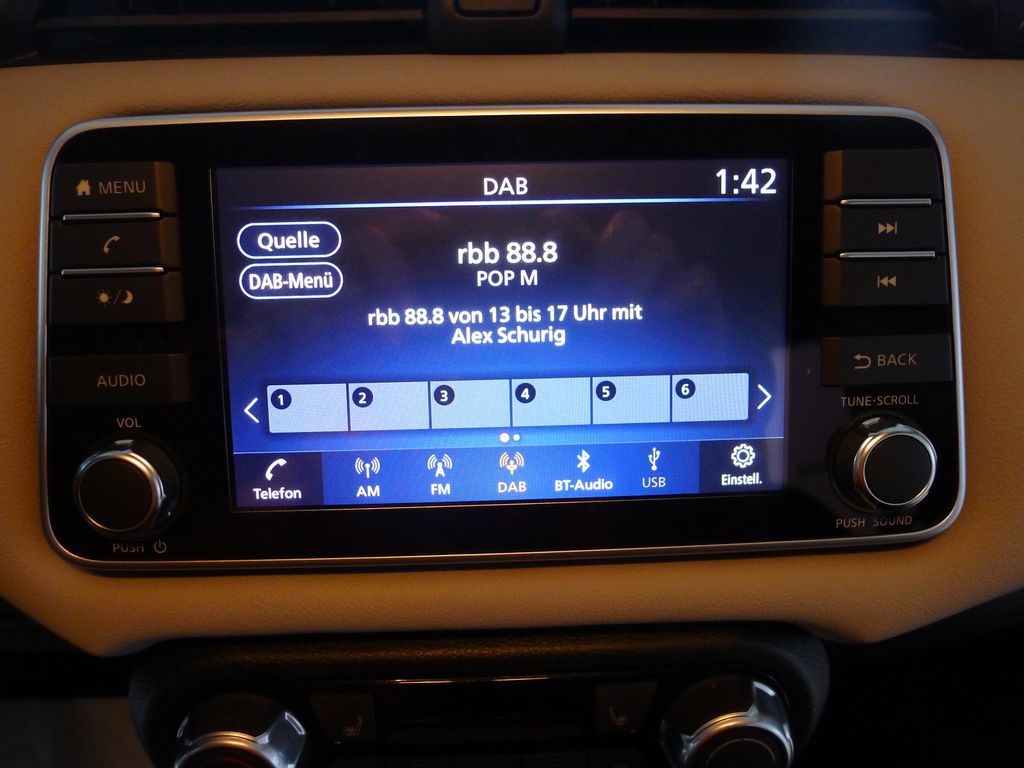 MENU
AUDIO
VOL
PUSH
DAB
1:42
Quelle
DAB-Menü
rbb 88.8
POP M
rbb 88.8 von 13 bis 17 Uhr mit
Alex Schurig
1 2 3 4 5 6
Telefon AM FM DAB BT-Audio USB Einstell.
BACK
TUNE·SCROLL
PUSH SOUND